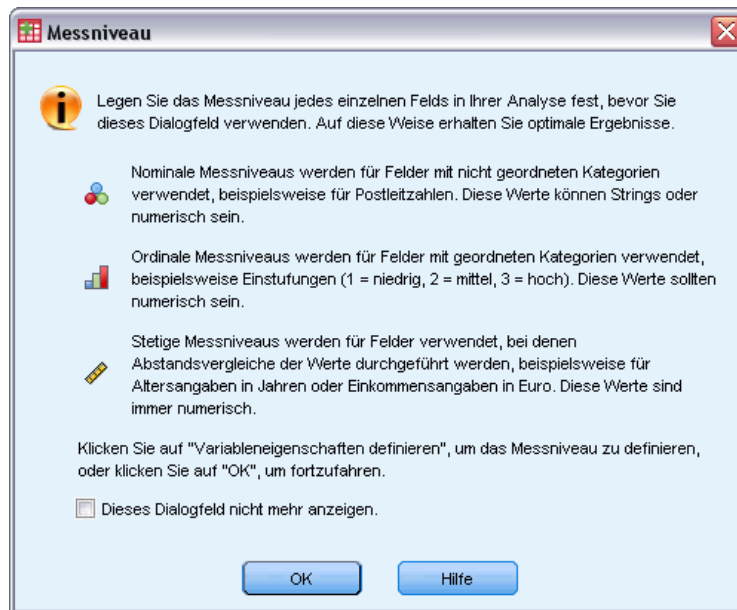 Messniveau
Legen Sie das Messniveau jedes einzelnen Felds in Ihrer Analyse fest, bevor Sie
dieses Dialogfeld verwenden. Auf diese Weise erhalten Sie optimale Ergebnisse.
Nominale Messniveaus werden für Felder mit nicht geordneten Kategorien
verwendet, beispielsweise für Postleitzahlen. Diese Werte können Strings oder
numerisch sein.
Ordinale Messniveaus werden für Felder mit geordneten Kategorien verwendet,
beispielsweise Einstufungen (1 = niedrig, 2 = mittel, 3 = hoch). Diese Werte sollten
numerisch sein.
Stetige Messniveaus werden für Felder verwendet, bei denen
Abstandsvergleiche der Werte durchgeführt werden, beispielsweise für
Altersangaben in Jahren oder Einkommensangaben in Euro. Diese Werte sind
immer numerisch.
Klicken Sie auf "Variableneigenschaften definieren", um das Messniveau zu definieren,
oder klicken Sie auf "OK", um fortzufahren.
Dieses Dialogfeld nicht mehr anzeigen.
OK
Hilfe